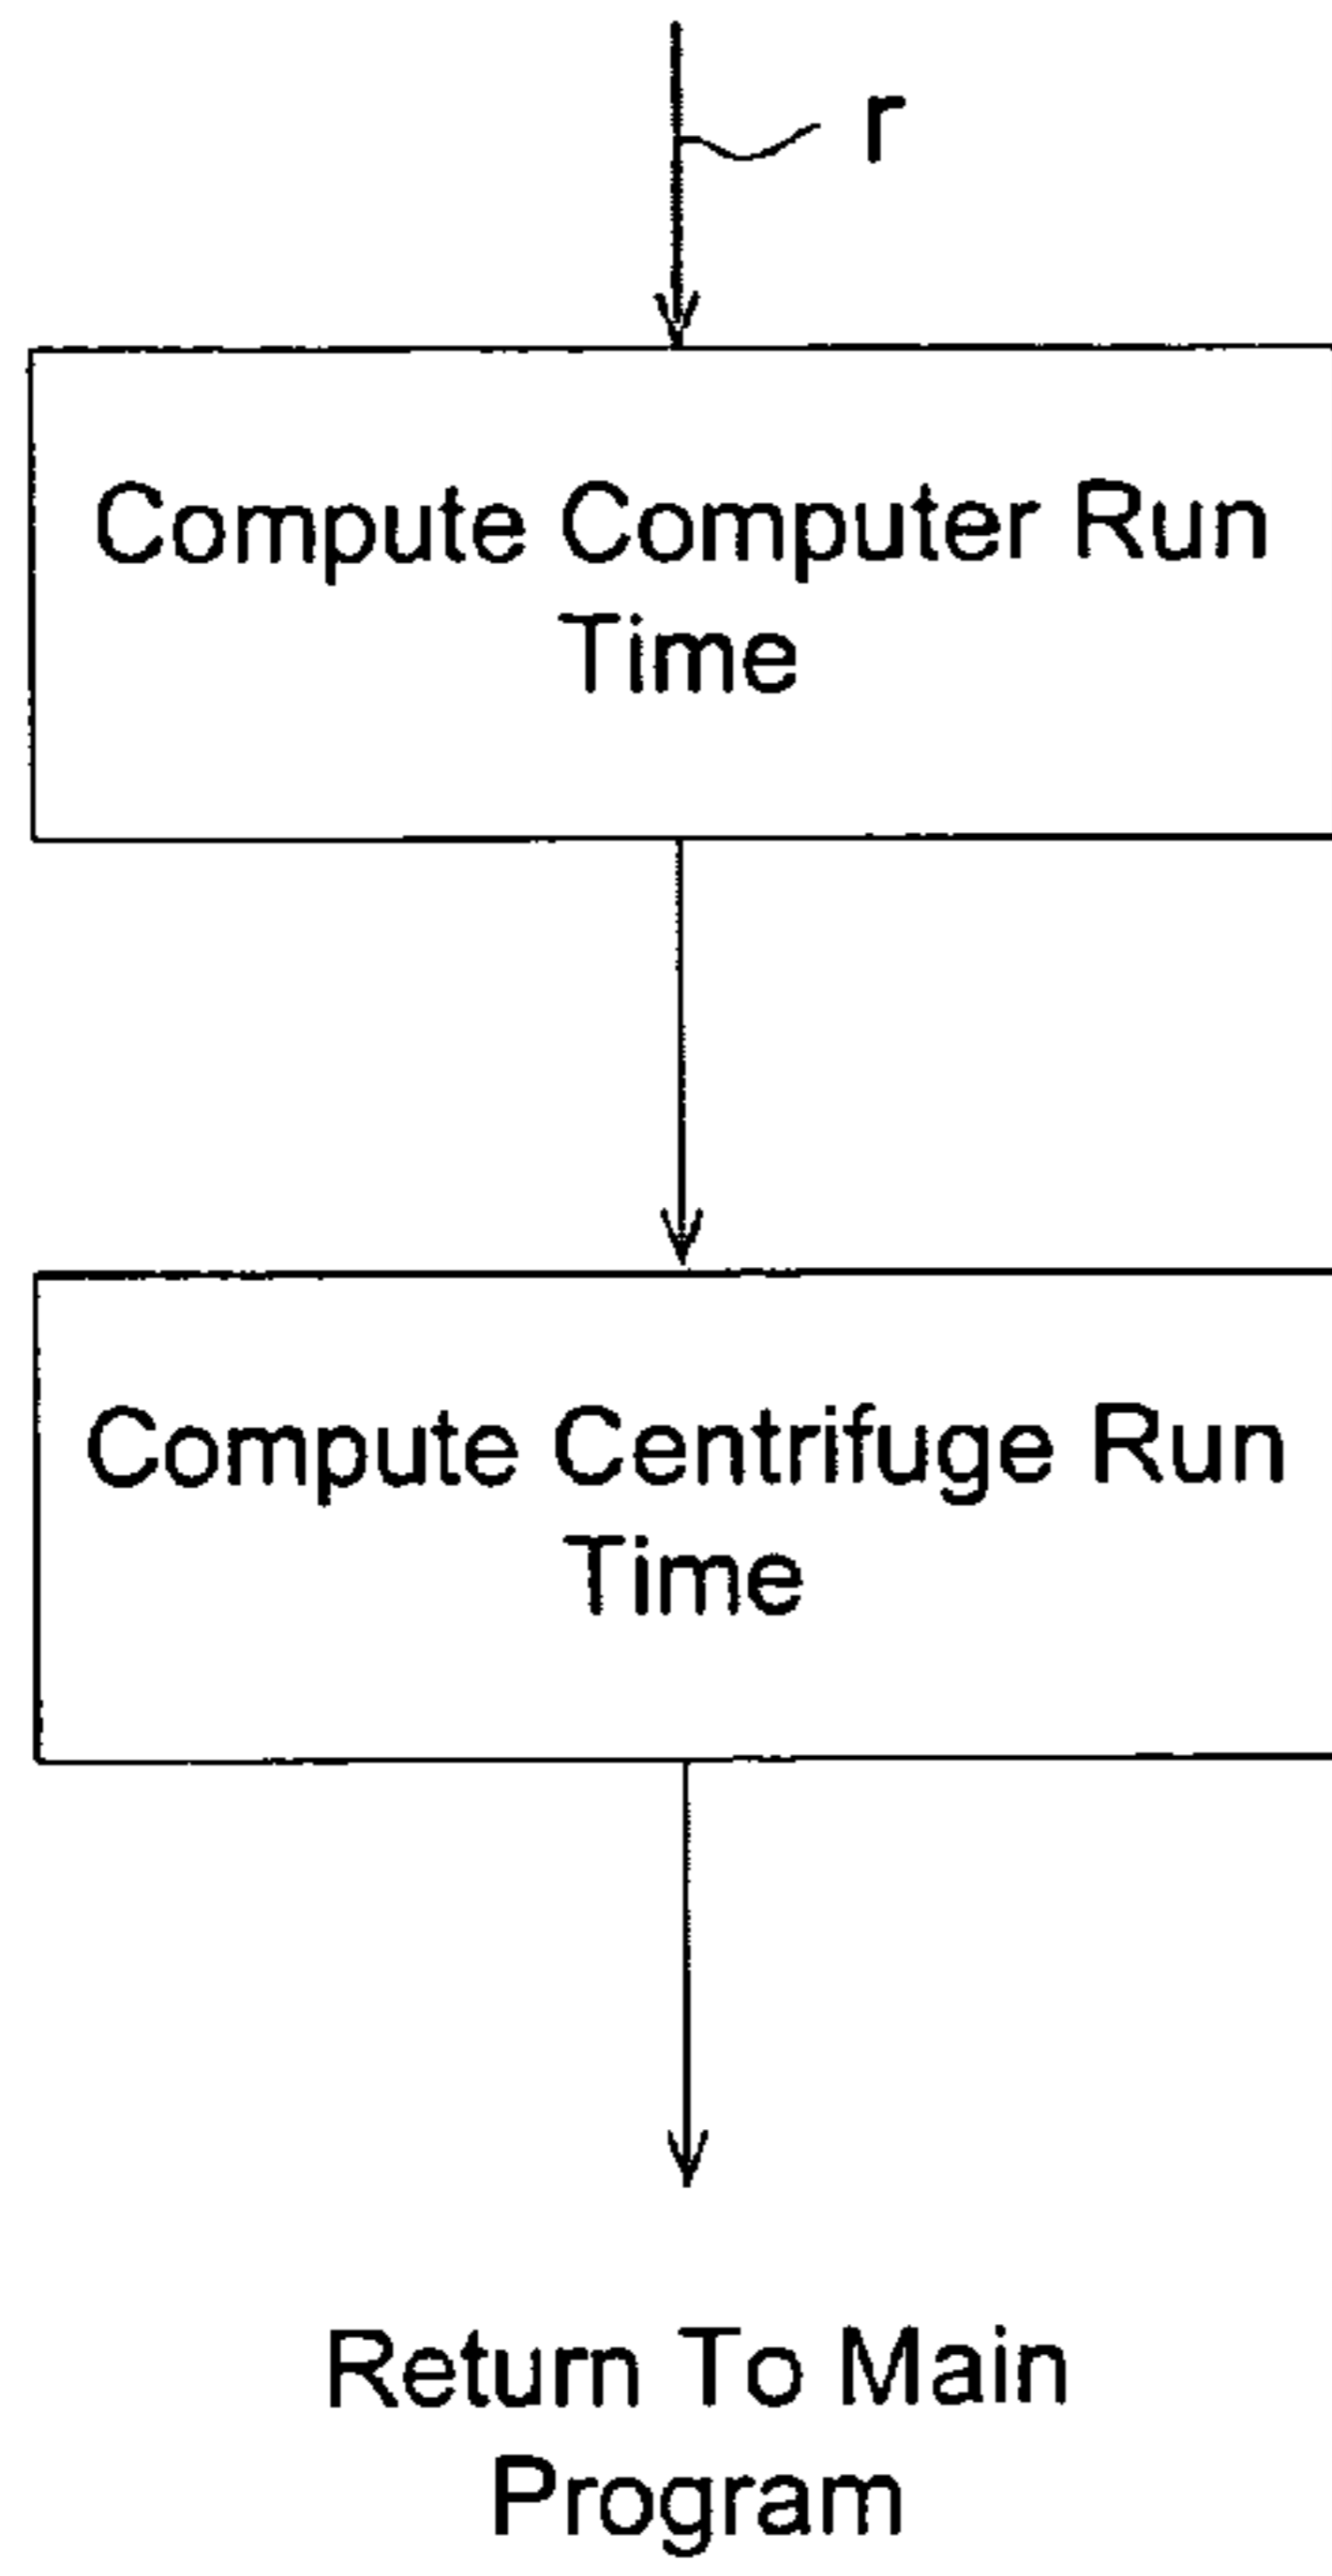 r
Compute Computer Run
Time
Compute Centrifuge Run
Time
Return To Main
Program